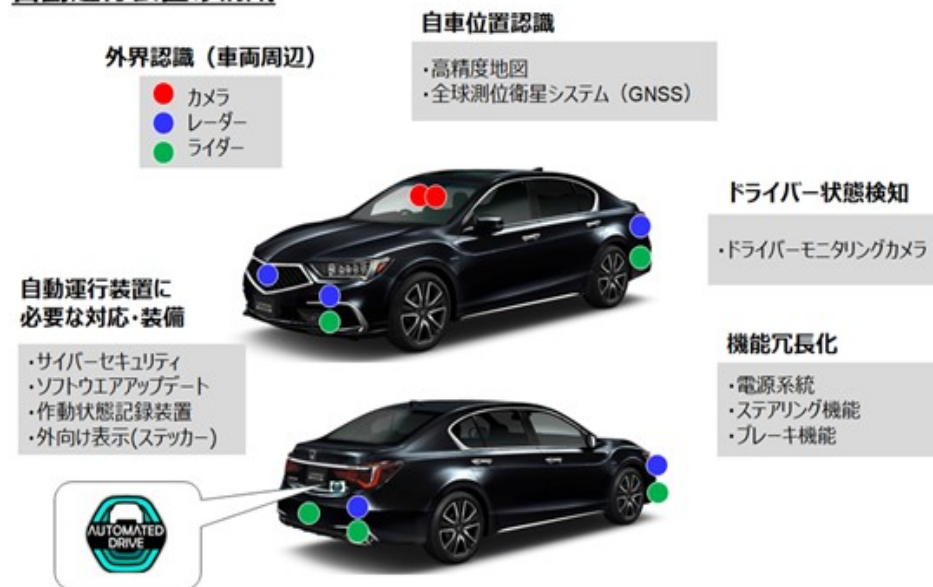 自車位置認識
・高精度地図
・全球測位衛星システム（GNSS）
外界認識（車両周辺）
カメラ
レーダー
ライダー
ドライバー状態検知
・ドライバーモニタリングカメラ
自動運行装置に
必要な対応・装備
・サイバーセキュリティ
・ソフトウエアアップデート
・作動状態記録装置
・外向け表示(ステッカー)
機能冗長化
・電源系統
・ステアリング機能
・ブレーキ機能
AUTOMATED
DRIVE